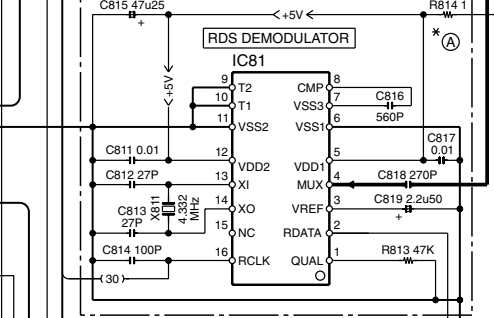 C815 47u25
+
+5V
R814 1
RDS DEMODULATOR
* A
IC81
+5V
9 T2 CMP 8
10 T1 VSS3 7
C816
560P
11 VSS2 VSS1 6
C817
0.01
C811 0.01
12 VDD2 VDD1 5
C812 27P
13 XI MUX 4
C818 270P
X811
4.332
MHz
C813
27P
14 XO VREF 3
C819 2.2u50
+
15 NC RDATA 2
C814 100P
16 RCLK QUAL 1
R813 47K
30